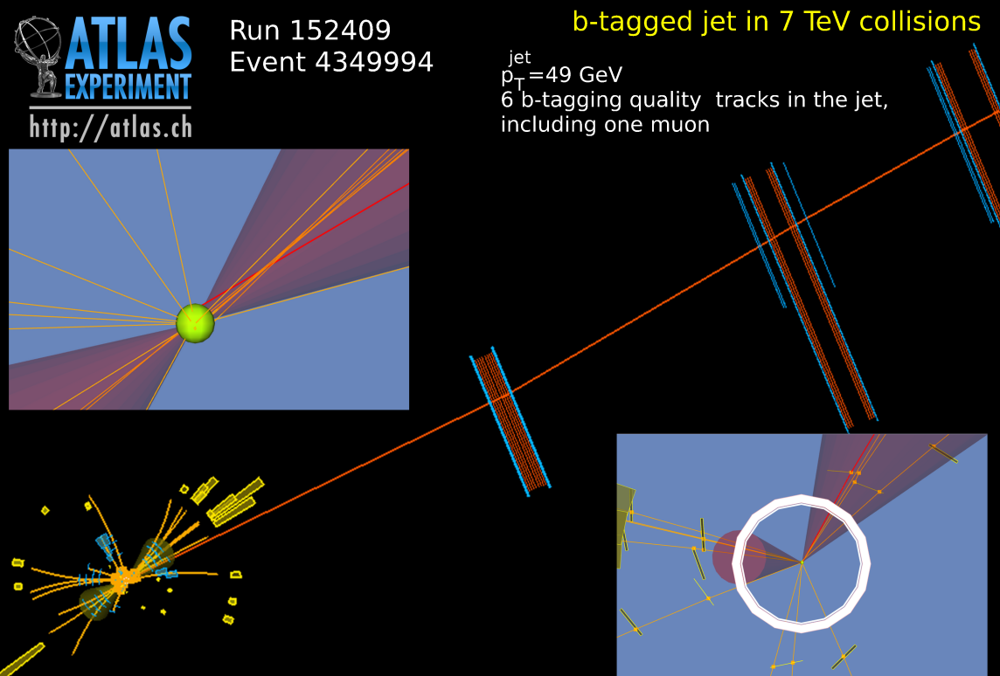 ATLAS
EXPERIMENT
http://atlas.ch
Run 152409
Event 4349994
b-tagged jet in 7 TeV collisions
p_T^jet=49 GeV
6 b-tagging quality  tracks in the jet,
including one muon